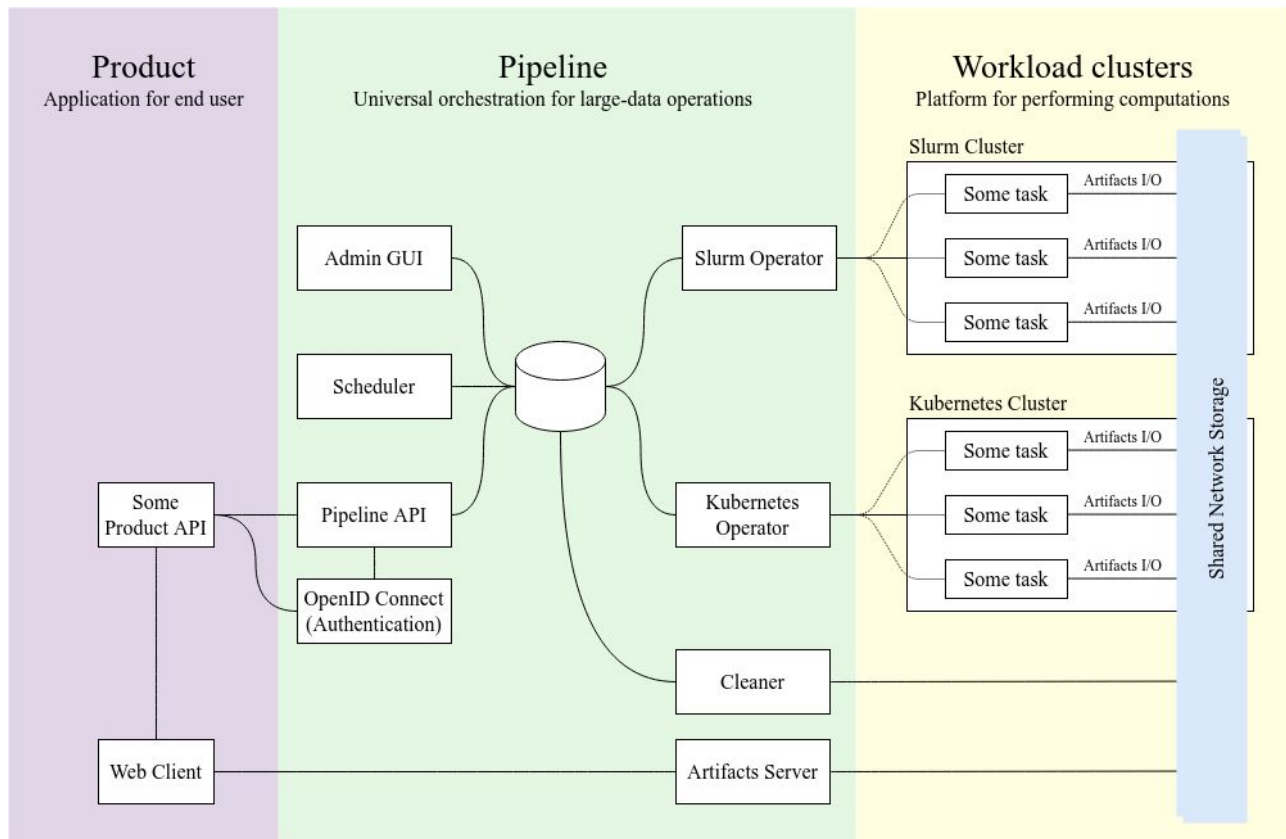 Product
Application for end user
Pipeline
Universal orchestration for large-data operations
Workload clusters
Platform for performing computations
Slurm Cluster
Some task
Artifacts I/O
Some task
Artifacts I/O
Some task
Artifacts I/O
Admin GUI
Slurm Operator
Scheduler
Kubernetes Cluster
Some task
Artifacts I/O
Some task
Artifacts I/O
Some task
Artifacts I/O
Shared Network Storage
Some
Product API
Pipeline API
Kubernetes
Operator
OpenID Connect
(Authentication)
Cleaner
Web Client
Artifacts Server